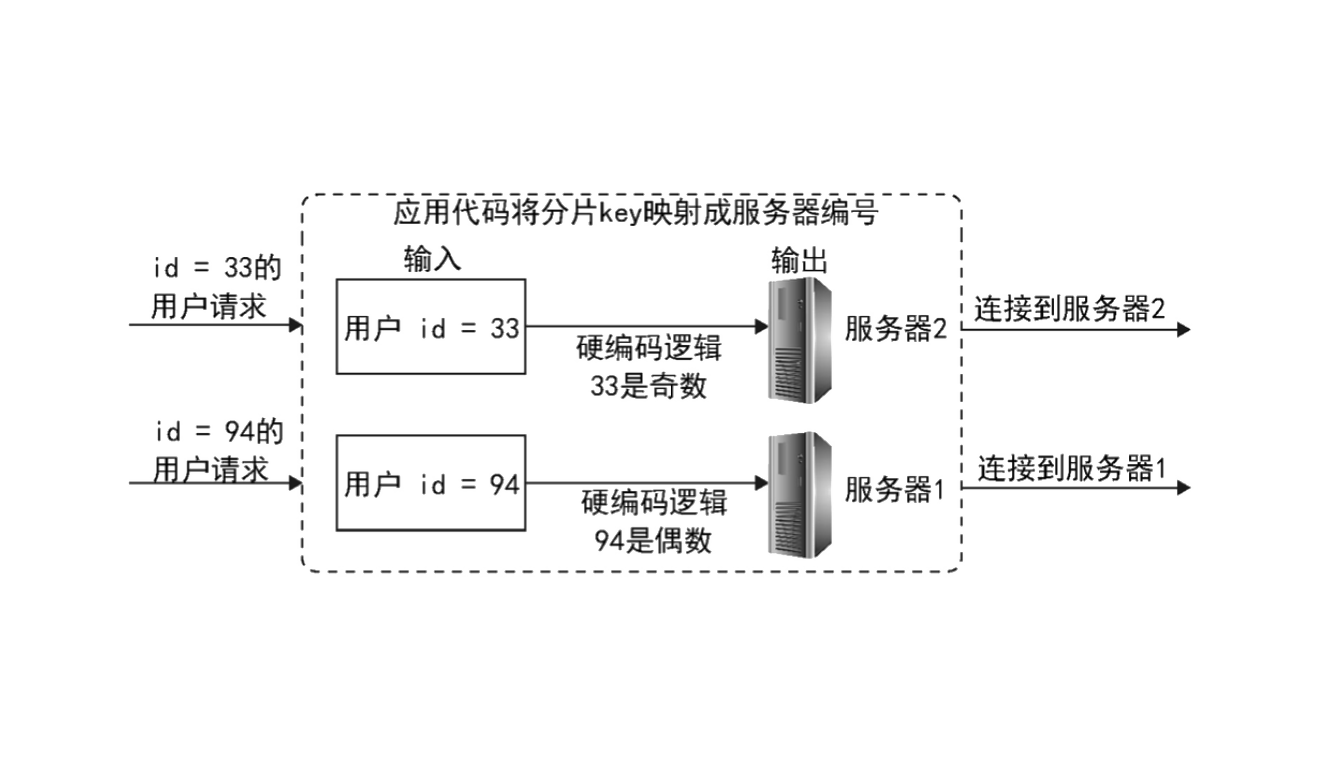 应用代码将分片key映射成服务器编号
输入
输出
id = 33的
用户请求
用户 id = 33
硬编码逻辑
33是奇数
服务器2
连接到服务器2
id = 94的
用户请求
用户 id = 94
硬编码逻辑
94是偶数
服务器1
连接到服务器1